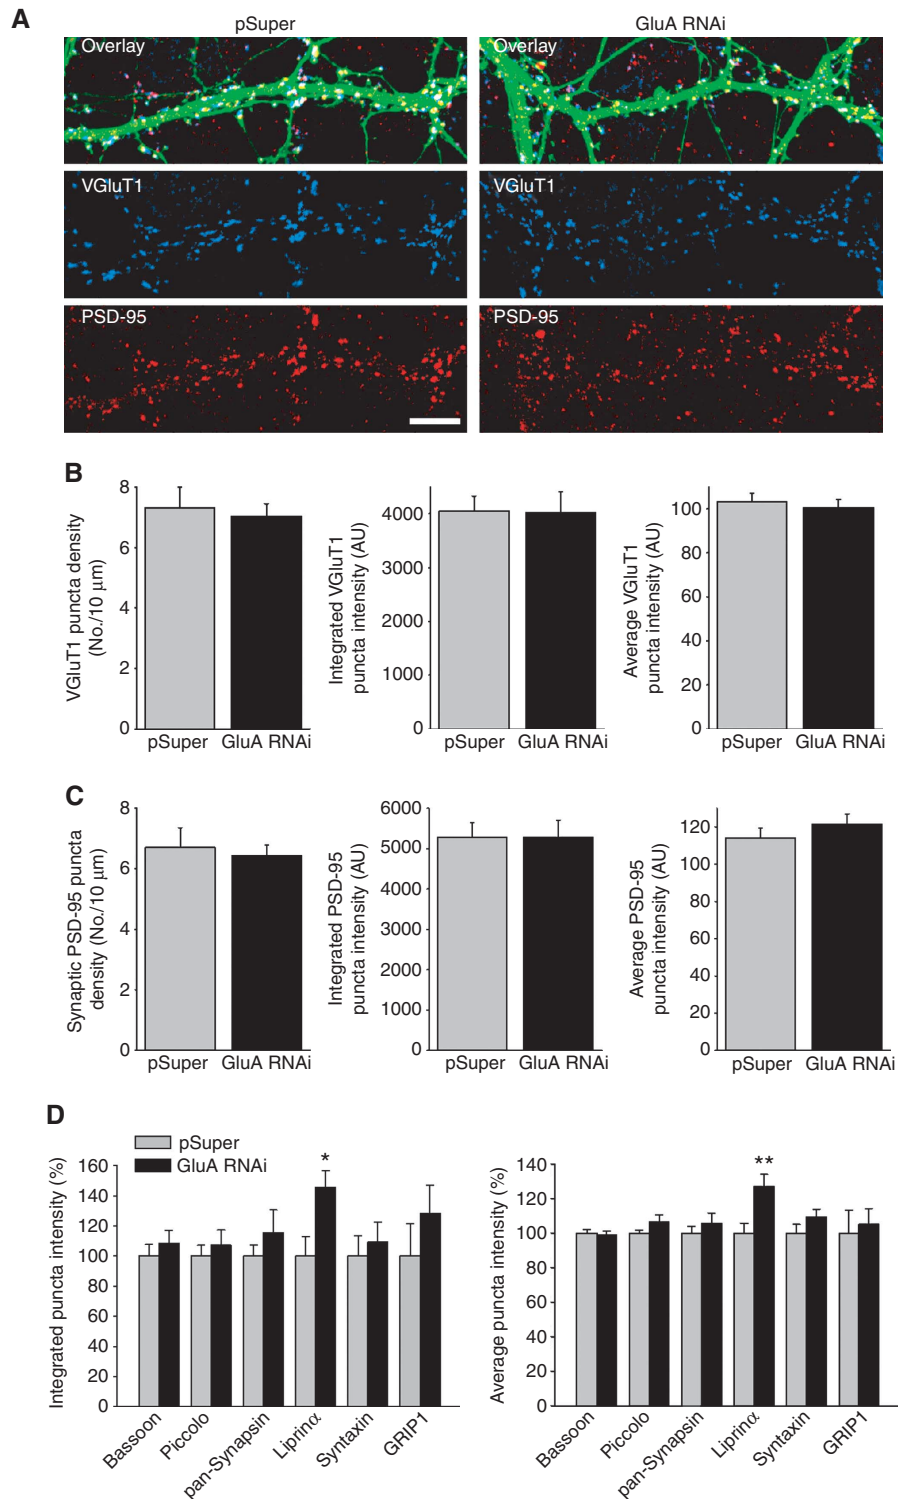 A
pSuper
GluA RNAi
Overlay
Overlay
VGluT1
VGluT1
PSD-95
PSD-95
B
VGluT1 puncta density
(No./10 μm)
8
6
4
2
0
pSuper
GluA RNAi
Integrated VGluT1
puncta intensity (AU)
4000
3000
2000
1000
0
pSuper
GluA RNAi
Average VGluT1
puncta intensity (AU)
100
80
60
40
20
0
pSuper
GluA RNAi
C
Synaptic PSD-95 puncta
density (No./10 μm)
8
6
4
2
0
pSuper
GluA RNAi
Integrated PSD-95
puncta intensity (AU)
6000
5000
4000
3000
2000
1000
0
pSuper
GluA RNAi
Average PSD-95
puncta intensity (AU)
120
100
80
60
40
20
0
pSuper
GluA RNAi
D
pSuper
GluA RNAi
Integrated puncta intensity (%)
160
140
120
100
80
60
40
20
0
*
Bassoon
Piccolo
pan-Synapsin
Liprinα
Syntaxin
GRIP1
Average puncta intensity (%)
140
120
100
80
60
40
20
0
**
Bassoon
Piccolo
pan-Synapsin
Liprinα
Syntaxin
GRIP1